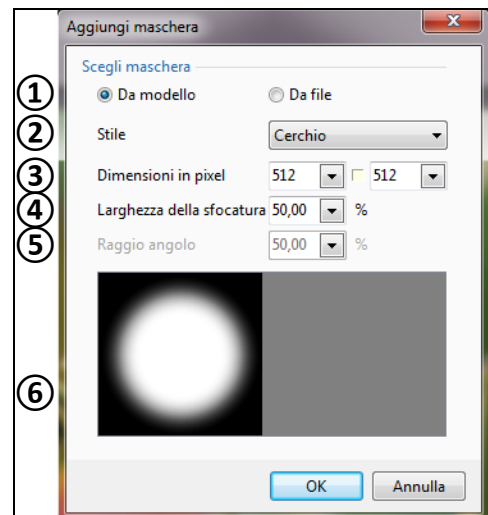 Aggiungi maschera
Scegli maschera
① Da modello Da file
② Stile Cerchio
③ Dimensioni in pixel 512 512
④ Larghezza della sfocatura 50,00 %
⑤ Raggio angolo 50,00 %
⑥
OK Annulla